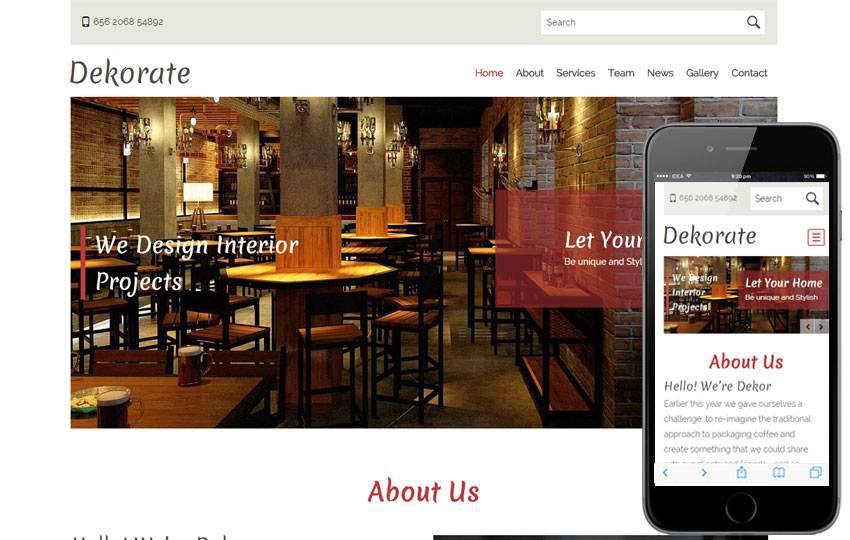 656 2068 54892
Search
Dekorate
Home About Services Team News Gallery Contact
We Design Interior
Projects
Let Your
Be unique and Styl
About Us
IDEA 9:20 pm 90%
656 2068 54892
Search
Dekorate
We Design
Interior
Projects
Let Your Home
Be unique and Stylish
About Us
Hello! We're Dekor
Earlier this year we gave ourselves a
challenge: to re-imagine the traditional
approach to packaging coffee and
create something that we could share